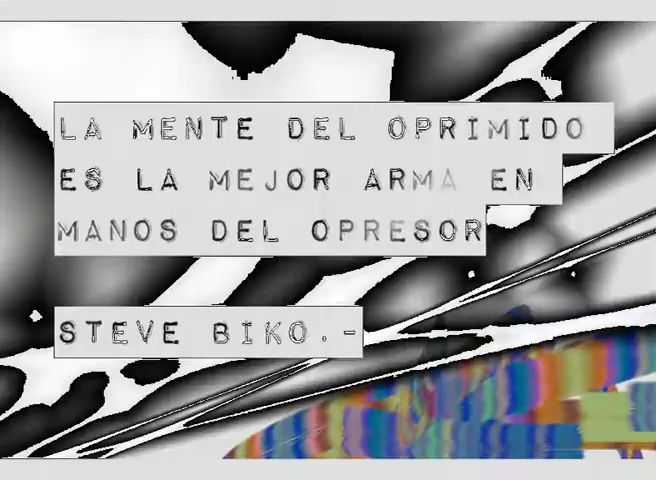 LA MENTE DEL OPRIMIDO
ES LA MEJOR ARMA EN
MANOS DEL OPRESOR
STEVE BIKO.-